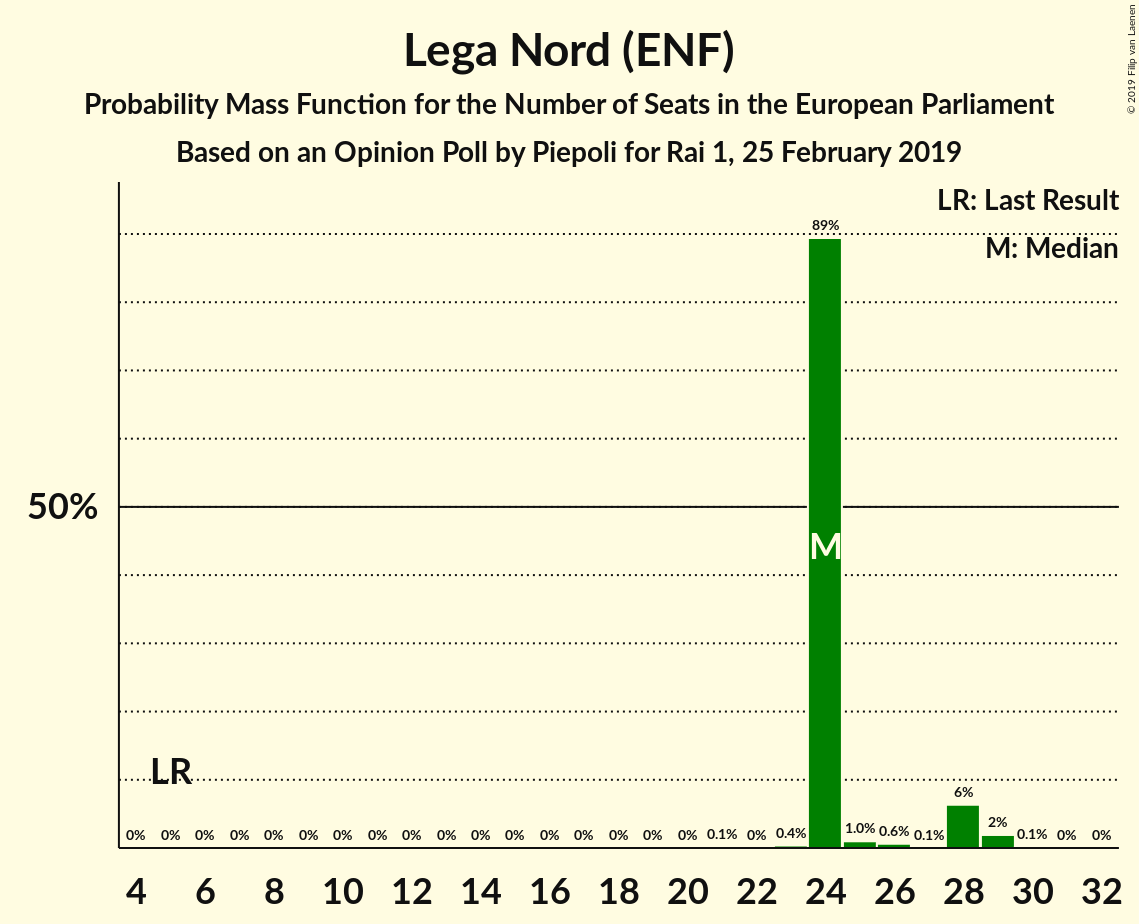 Lega Nord (ENF)
Probability Mass Function for the Number of Seats in the European Parliament
Based on an Opinion Poll by Piepoli for Rai 1, 25 February 2019
© 2019 Filip van Laenen
LR: Last Result
M: Median
89%
50%
M
LR
0% 0% 0% 0% 0% 0% 0% 0% 0% 0% 0% 0% 0% 0% 0% 0% 0% 0.1% 0% 0.4% 1.0% 0.6% 0.1% 6% 2% 0.1% 0% 0%
4 6 8 10 12 14 16 18 20 22 24 26 28 30 32